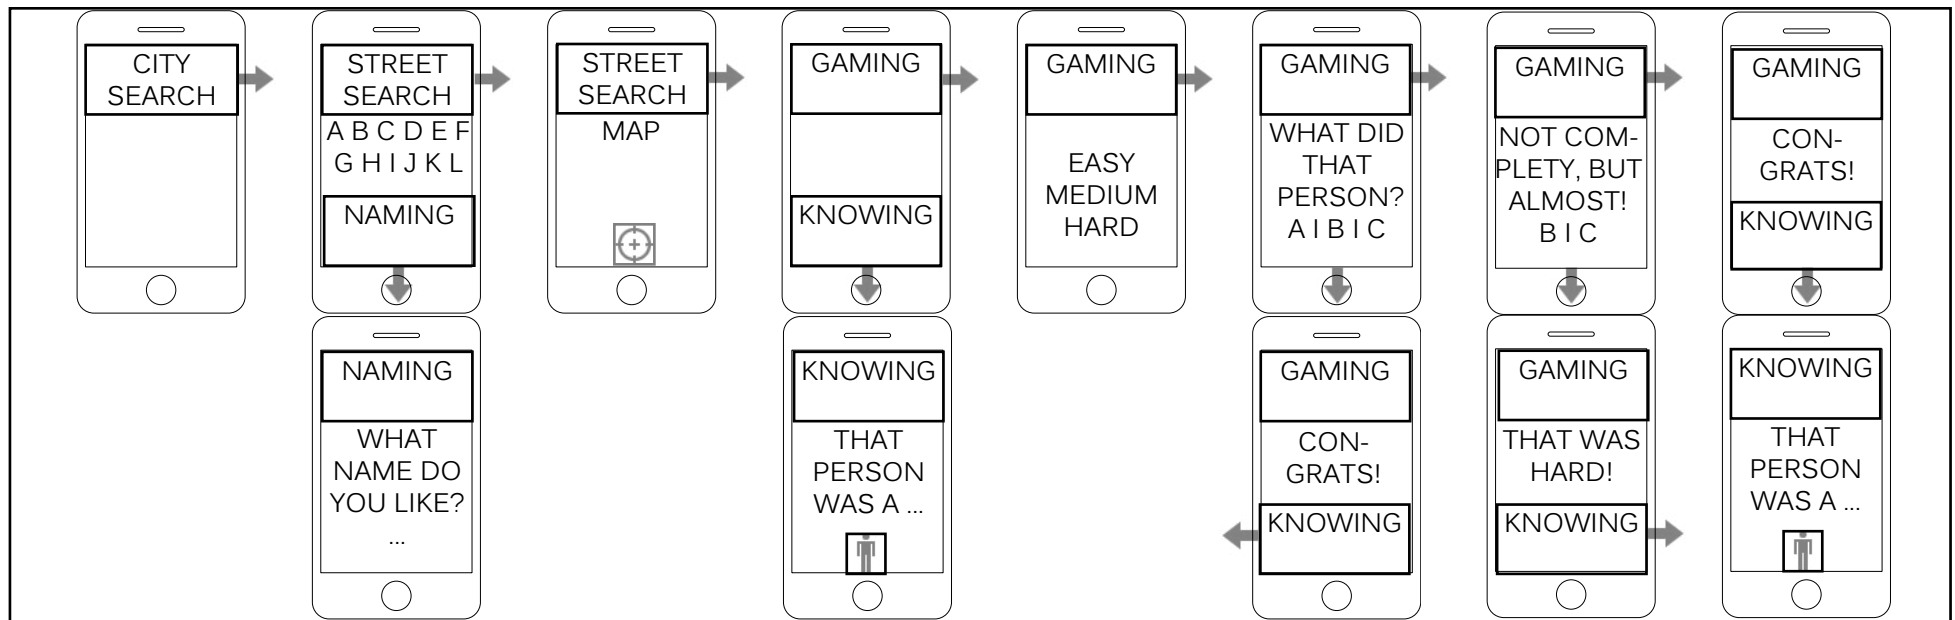 CITY
SEARCH
STREET
SEARCH
A B C D E F
G H I J K L
NAMING
STREET
SEARCH
MAP
GAMING
KNOWING
GAMING
EASY
MEDIUM
HARD
GAMING
WHAT DID
THAT
PERSON?
A I B I C
GAMING
NOT COM-
PLETY, BUT
ALMOST!
B I C
GAMING
CON-
GRATS!
KNOWING
NAMING
WHAT
NAME DO
YOU LIKE?
...
KNOWING
THAT
PERSON
WAS A ...
GAMING
CON-
GRATS!
KNOWING
GAMING
THAT WAS
HARD!
KNOWING
KNOWING
THAT
PERSON
WAS A ...